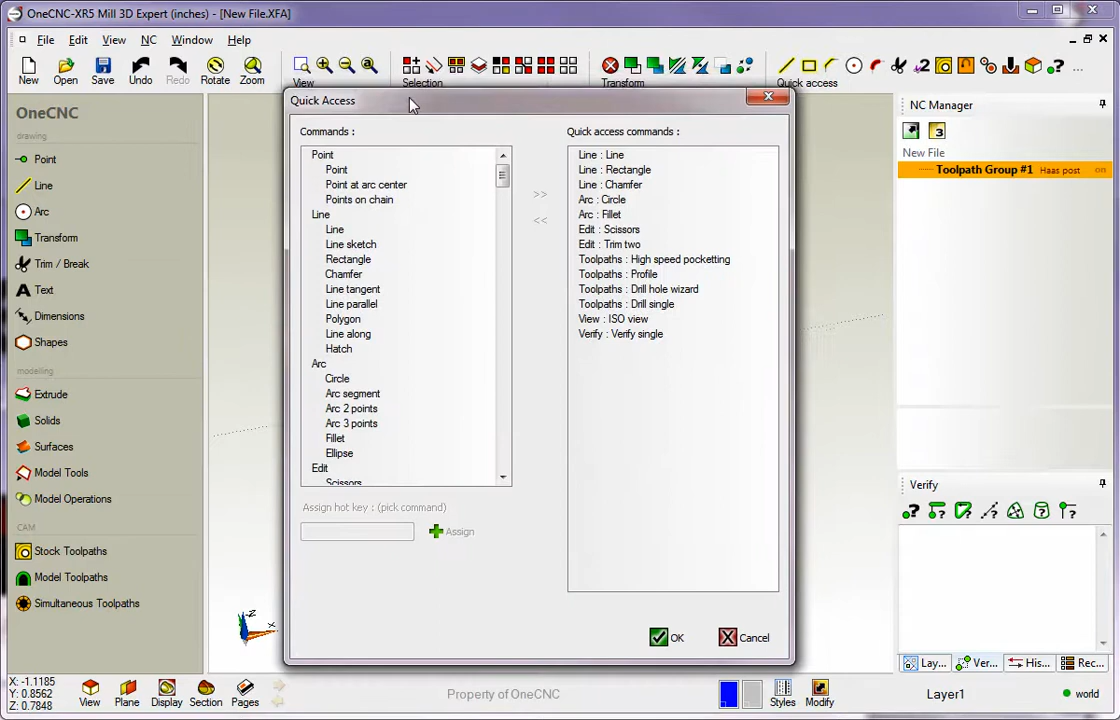 OneCNC-XR5 Mill 3D Expert (inches) - [New File.XFA]
File Edit View NC Window Help
New Open Save Undo Redo Rotate Zoom View Selection Transform Quick access ...
OneCNC
drawing
Point
Line
Arc
Transform
Trim / Break
Text
Dimensions
Shapes
modelling
Extrude
Solids
Surfaces
Model Tools
Model Operations
CAM
Stock Toolpaths
Model Toolpaths
Simultaneous Toolpaths
Quick Access
Commands :
Point
Point
Point at arc center
Points on chain
Line
Line
Line sketch
Rectangle
Chamfer
Line tangent
Line parallel
Polygon
Line along
Hatch
Arc
Circle
Arc segment
Arc 2 points
Arc 3 points
Fillet
Ellipse
Edit
Scissors
Assign hot key : (pick command)
Assign
>>
<<
Quick access commands :
Line : Line
Line : Rectangle
Line : Chamfer
Arc : Circle
Arc : Fillet
Edit : Scissors
Edit : Trim two
Toolpaths : High speed pocketting
Toolpaths : Profile
Toolpaths : Drill hole wizard
Toolpaths : Drill single
View : ISO view
Verify : Verify single
OK Cancel
NC Manager
New File
Toolpath Group #1 Haas post on
Verify
Lay... Ver... His... Rec...
Z
X
X: -1.1185
Y: 0.8562
Z: 0.7848
View Plane Display Section Pages
Property of OneCNC
Styles Modify
Layer1
world